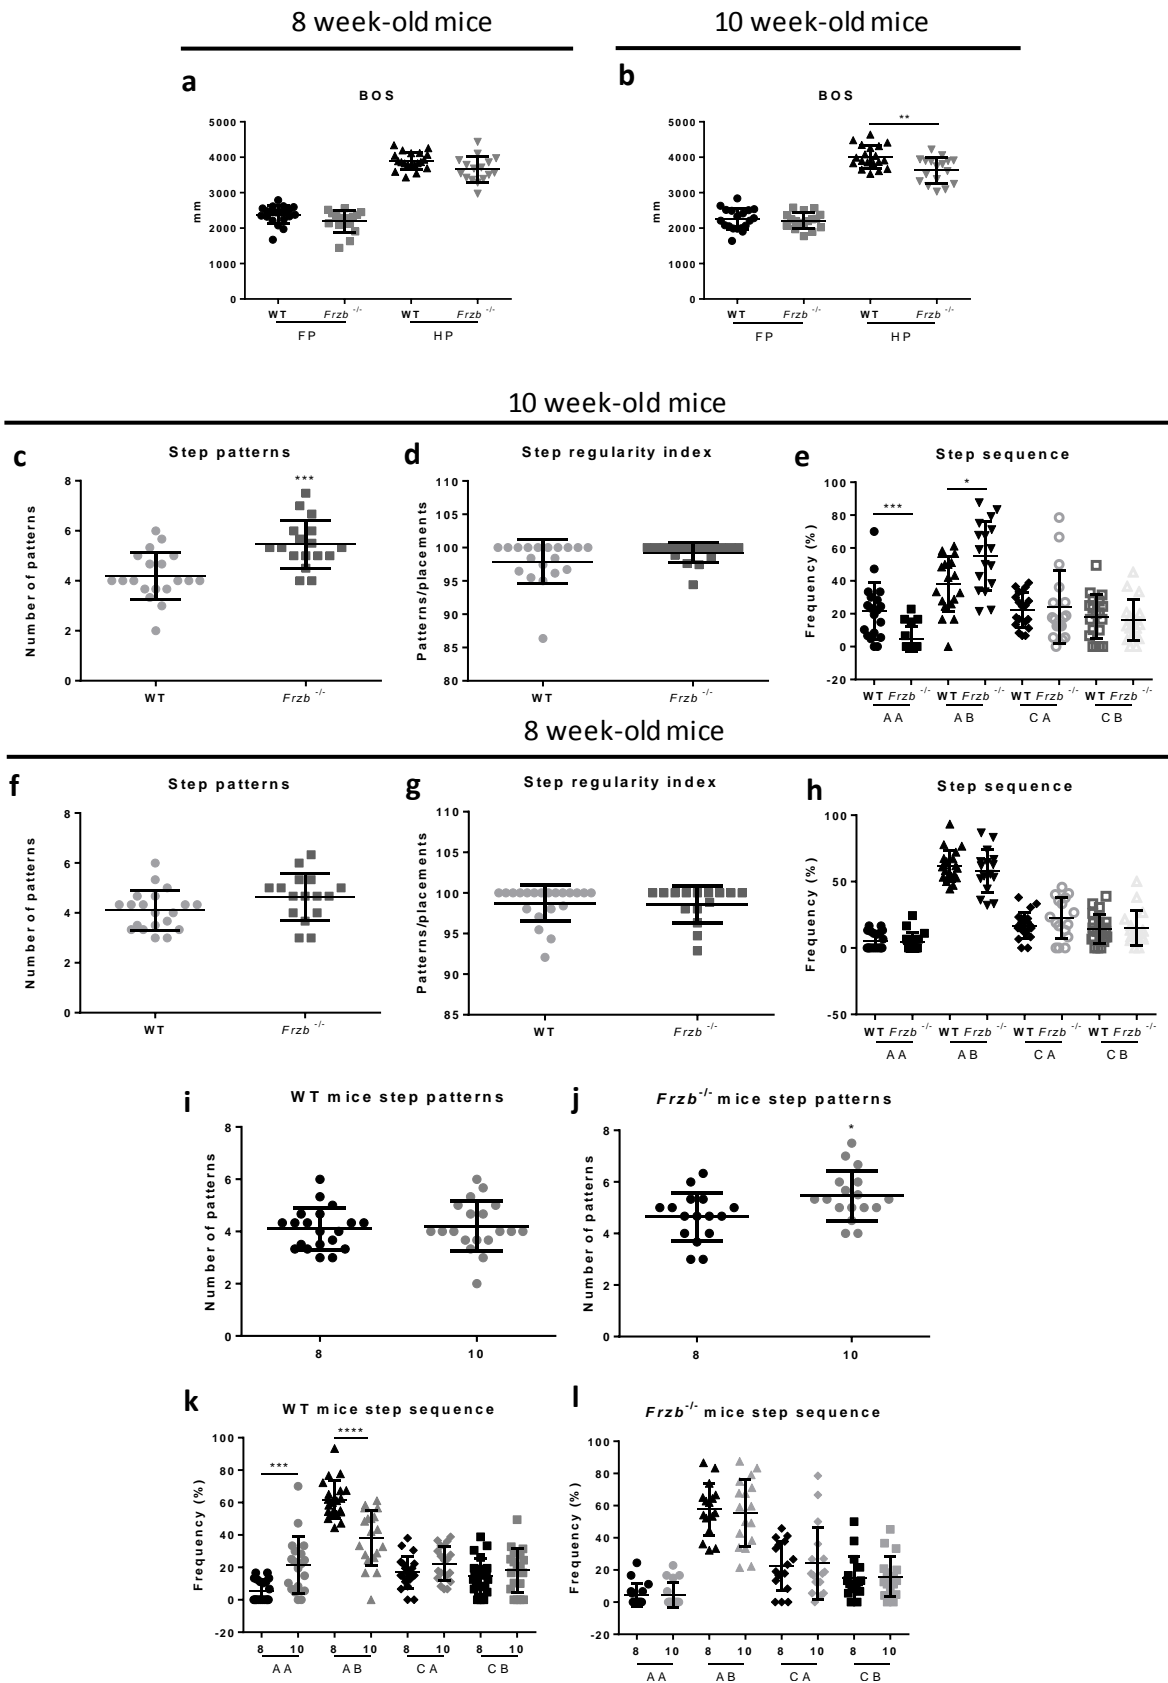 8 week-old mice
10 week-old mice
a
BOS
5000
4000
3000
2000
1000
0
mm
WT
Frzb -/-
WT
Frzb -/-
FP
HP
b
BOS
**
5000
4000
3000
2000
1000
0
mm
WT
Frzb -/-
WT
Frzb -/-
FP
HP
10 week-old mice
c
Step patterns
***
8
6
4
2
0
Number of patterns
WT
Frzb -/-
d
Step regularity index
110
105
100
95
90
85
80
Patterns/placements
WT
Frzb -/-
e
Step sequence
***
*
100
80
60
40
20
0
-20
Frequency (%)
WT Frzb -/- WT Frzb -/- WT Frzb -/- WT Frzb -/-
AA
AB
CA
CB
8 week-old mice
f
Step patterns
8
6
4
2
0
Number of patterns
WT
Frzb -/-
g
Step regularity index
110
105
100
95
90
85
Patterns/placements
WT
Frzb -/-
h
Step sequence
100
50
0
-50
Frequency (%)
WT Frzb -/- WT Frzb -/- WT Frzb -/- WT Frzb -/-
AA
AB
CA
CB
i
WT mice step patterns
8
6
4
2
0
Number of patterns
8
10
j
Frzb-/- mice step patterns
*
8
6
4
2
0
Number of patterns
8
10
k
WT mice step sequence
***
****
100
80
60
40
20
0
-20
Frequency (%)
8 10 8 10 8 10 8 10
AA
AB
CA
CB
l
Frzb-/- mice step sequence
100
80
60
40
20
0
-20
Frequency (%)
8 10 8 10 8 10 8 10
AA
AB
CA
CB